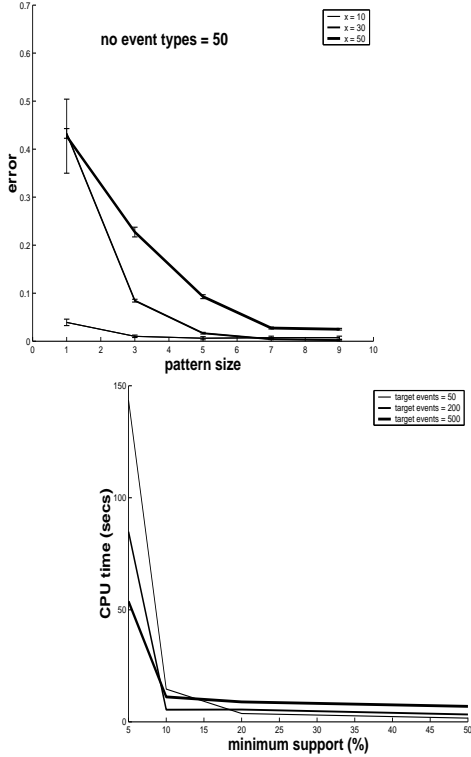 0.7
no event types = 50
x = 10
x = 30
x = 50
0.6
0.5
0.4
0.3
0.2
0.1
0
error
0 1 2 3 4 5 6 7 8 9 10
pattern size
150
target events = 50
target events = 200
target events = 500
100
50
0
CPU time (secs)
5 10 15 20 25 30 35 40 45 50
minimum support (%)